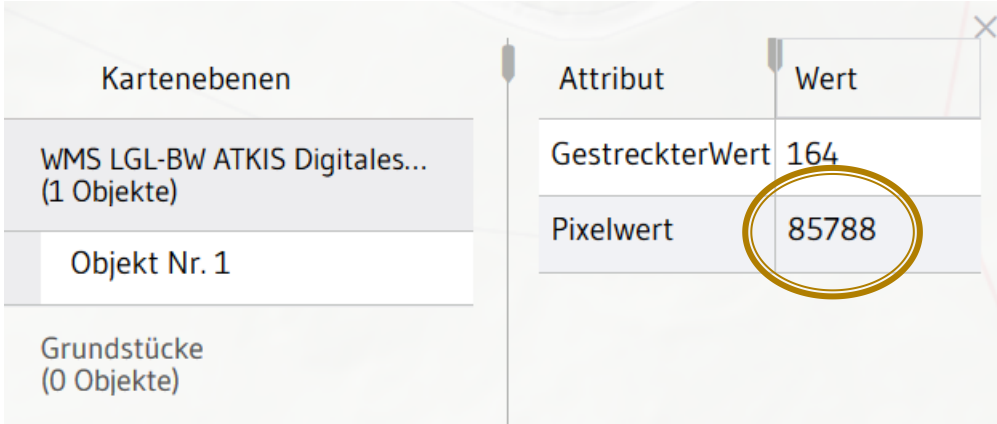 Kartenebenen
WMS LGL-BW ATKIS Digitales...
(1 Objekte)
Objekt Nr. 1
Grundstücke
(0 Objekte)
Attribut Wert
GestreckterWert 164
Pixelwert 85788